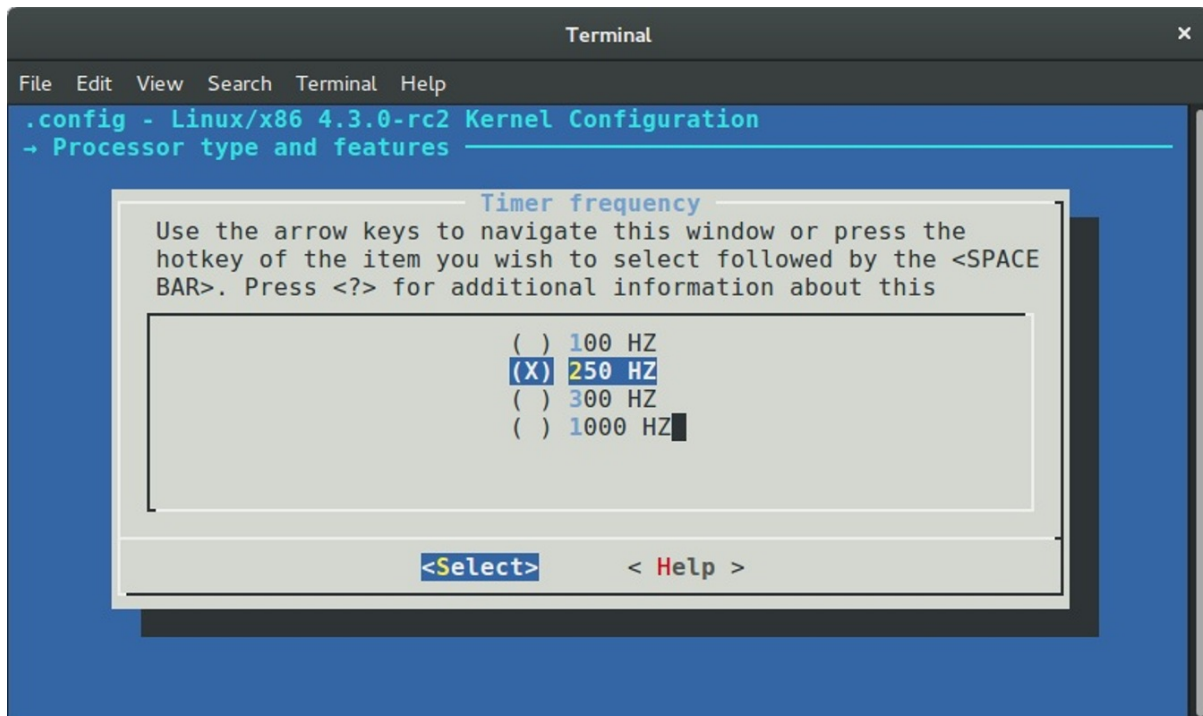 Terminal ×
File Edit View Search Terminal Help
.config - Linux/x86 4.3.0-rc2 Kernel Configuration
→ Processor type and features
Timer frequency
Use the arrow keys to navigate this window or press the
hotkey of the item you wish to select followed by the <SPACE
BAR>. Press <?> for additional information about this
( ) 100 HZ
(X) 250 HZ
( ) 300 HZ
( ) 1000 HZ
<Select> < Help >